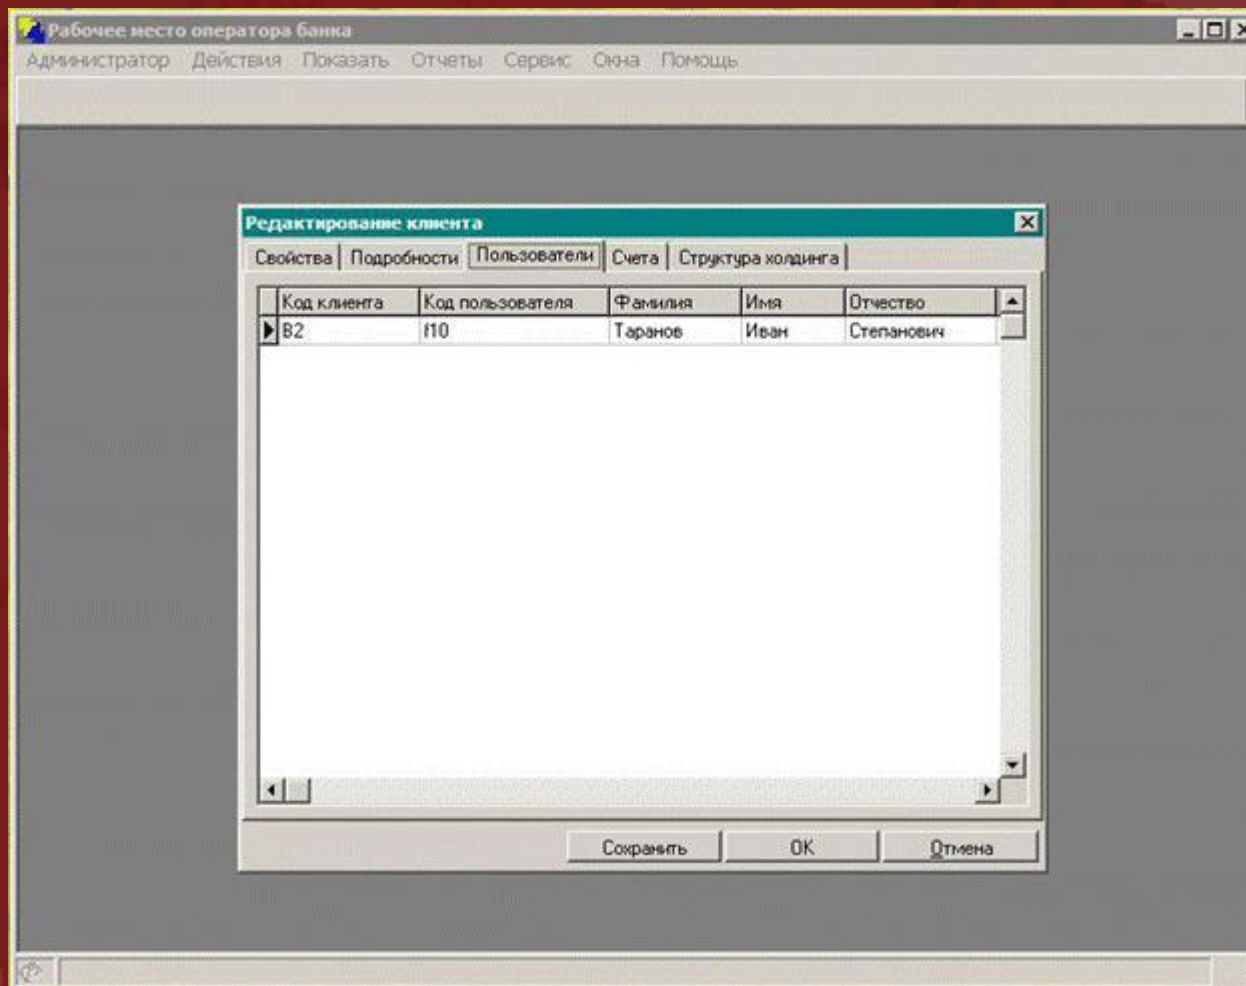 Рабочее место оператора банка
Администратор Действия Показать Отчеты Сервис Окна Помощь
Редактирование клиента
Свойства Подробности Пользователи Счета Структура холдинга
Код клиента Код пользователя Фамилия Имя Отчество
B2 f10 Таранов Иван Степанович
Сохранить OK Отмена